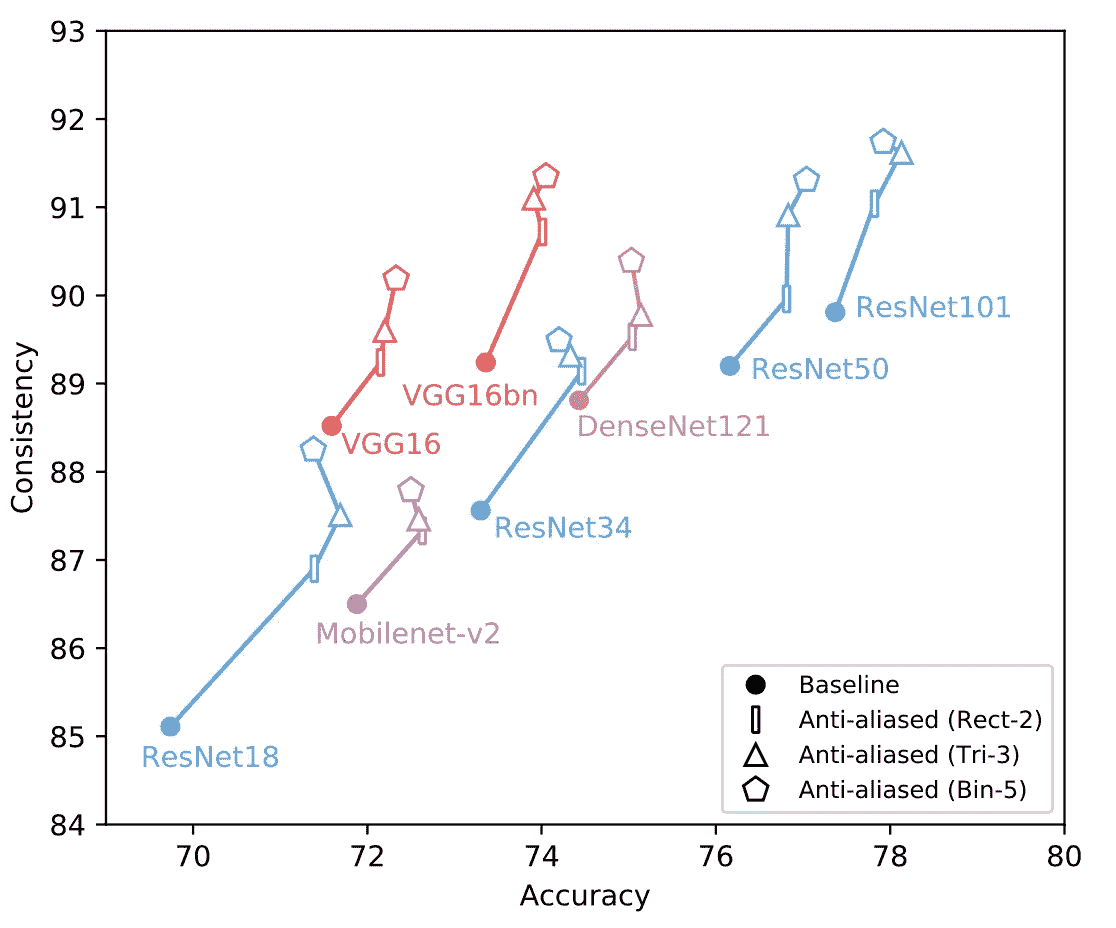 93
92
91
90
89
88
87
86
85
84
Consistency
ResNet101
ResNet50
VGG16bn
DenseNet121
VGG16
ResNet34
Mobilenet-v2
ResNet18
Baseline
Anti-aliased (Rect-2)
Anti-aliased (Tri-3)
Anti-aliased (Bin-5)
70 72 74 76 78 80
Accuracy